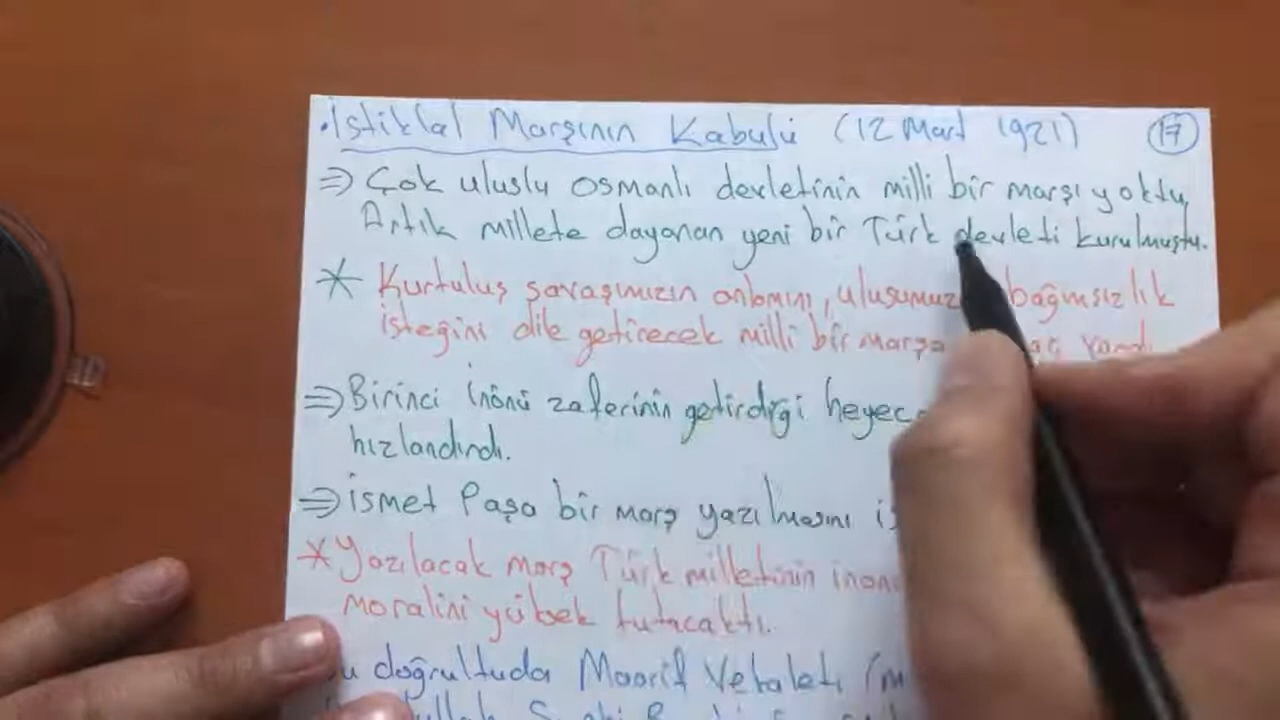 • İstiklal Marşının Kabulü (12 Mart 1921) 17
⇒ Çok uluslu Osmanlı devletinin milli bir marşı yoktu,
Artık millete dayanan yeni bir Türk devleti kurulmuştu.
* Kurtuluş savaşımızın anlamını, ulusumuz bağımsızlık
isteğini dile getirecek milli bir marşa vardı
⇒ Birinci İnönü zaferinin getirdiği
hızlandırdı.
⇒ İsmet Paşa bir marş yazılmasını
* Yazılacak marş Türk milletinin
moralini yüksek tutacaktı.
doğrultuda Maarif Vekaleti